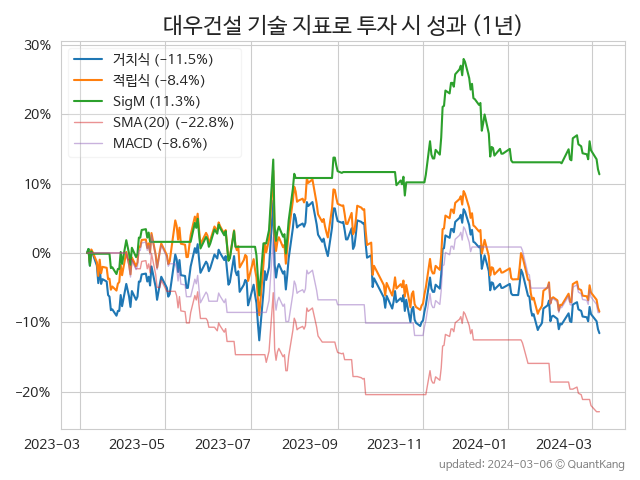 대우건설 기술 지표로 투자 시 성과 (1년)
30%
20%
10%
0%
−10%
−20%
거치식 (−11.5%)
적립식 (−8.4%)
SigM (11.3%)
SMA(20) (−22.8%)
MACD (−8.6%)
2023−03 2023−05 2023−07 2023−09 2023−11 2024−01 2024−03
updated: 2024-03-06 © QuantKang